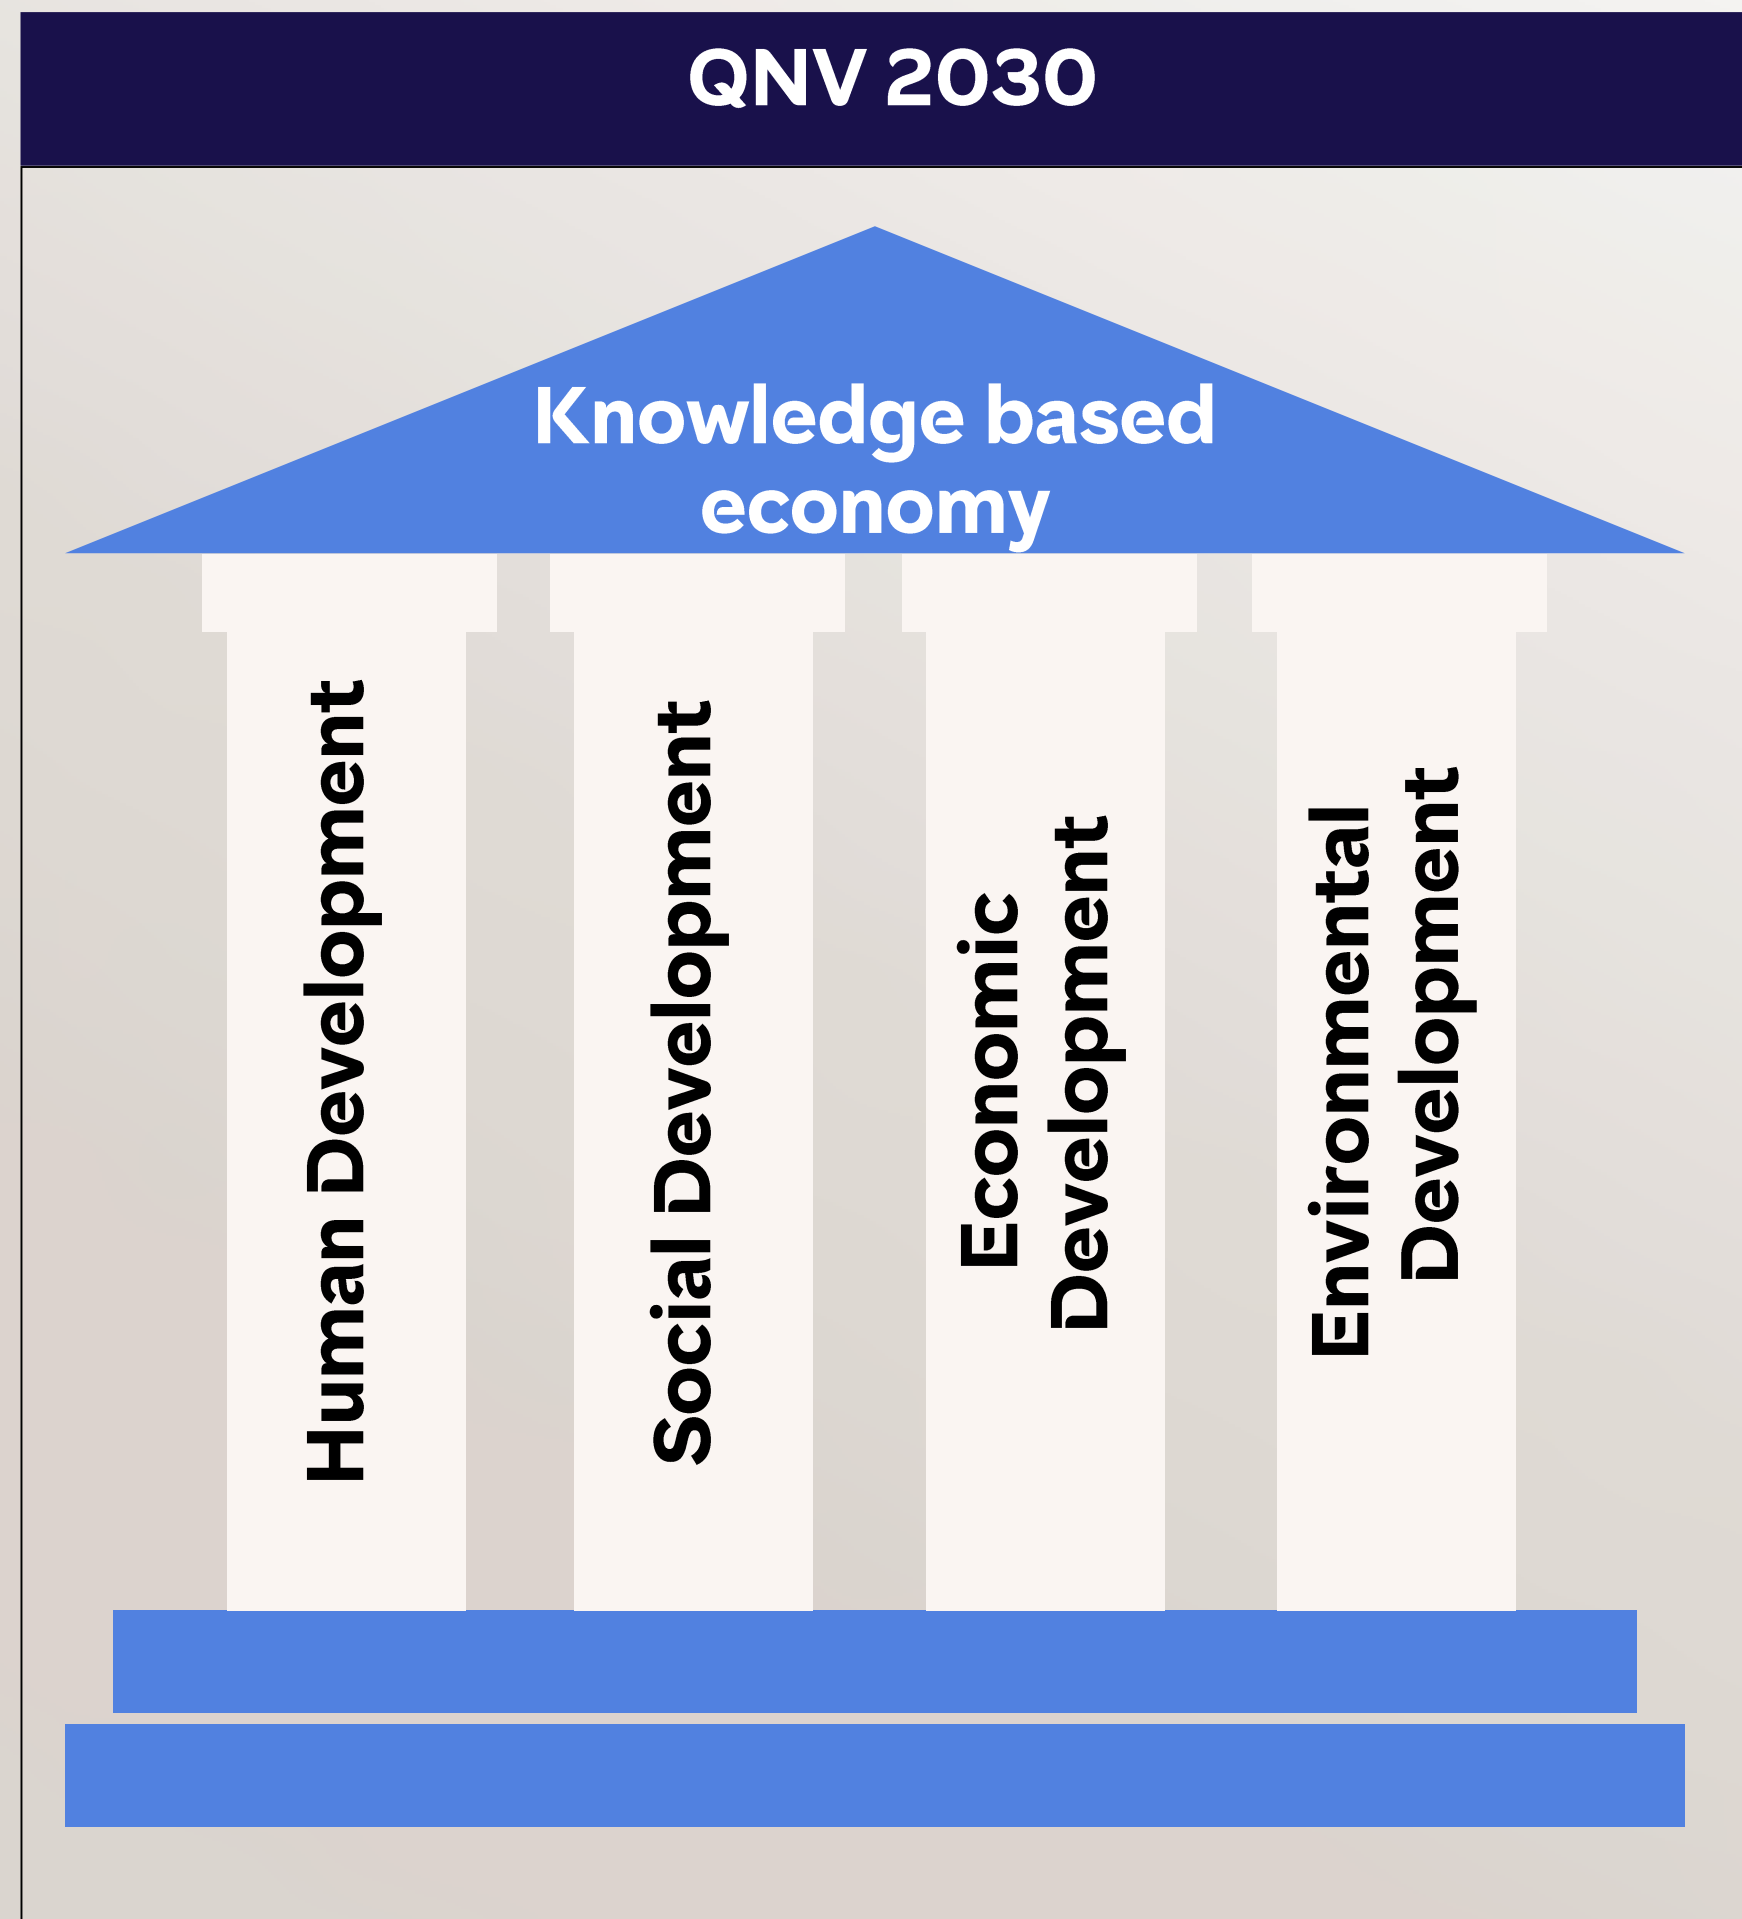 QNV 2030
Knowledge based
economy
Human Development
Social Development
Economic
Development
Environmental
Development